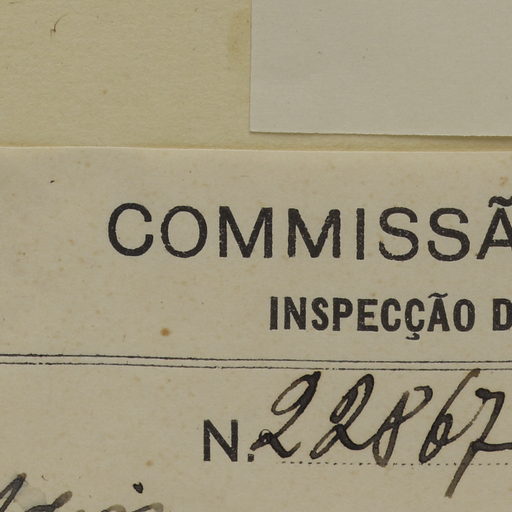 COMMISSÃ
INSPECÇÃO D
N. 22867